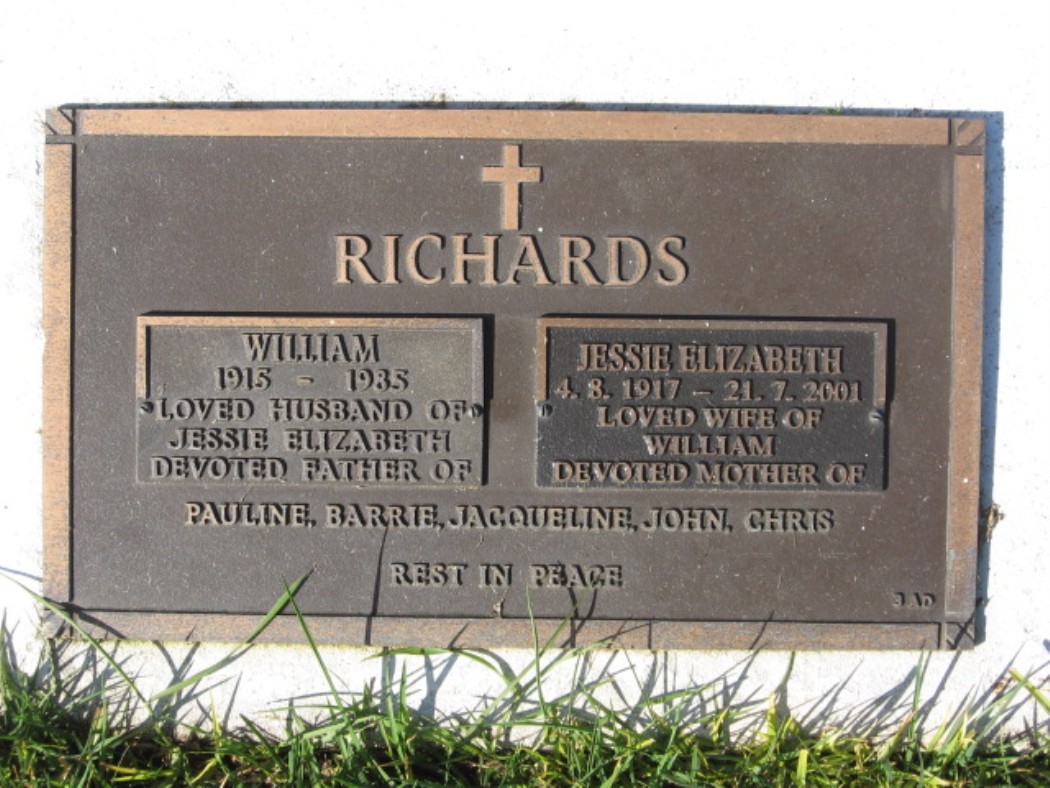 RICHARDS
WILLIAM
1915 - 1985
LOVED HUSBAND OF
JESSIE ELIZABETH
DEVOTED FATHER OF
JESSIE ELIZABETH
4. 8. 1917 - 21. 7. 2001
LOVED WIFE OF
WILLIAM
DEVOTED MOTHER OF
PAULINE, BARRIE, JACQUELINE, JOHN, CHRIS
REST IN PEACE